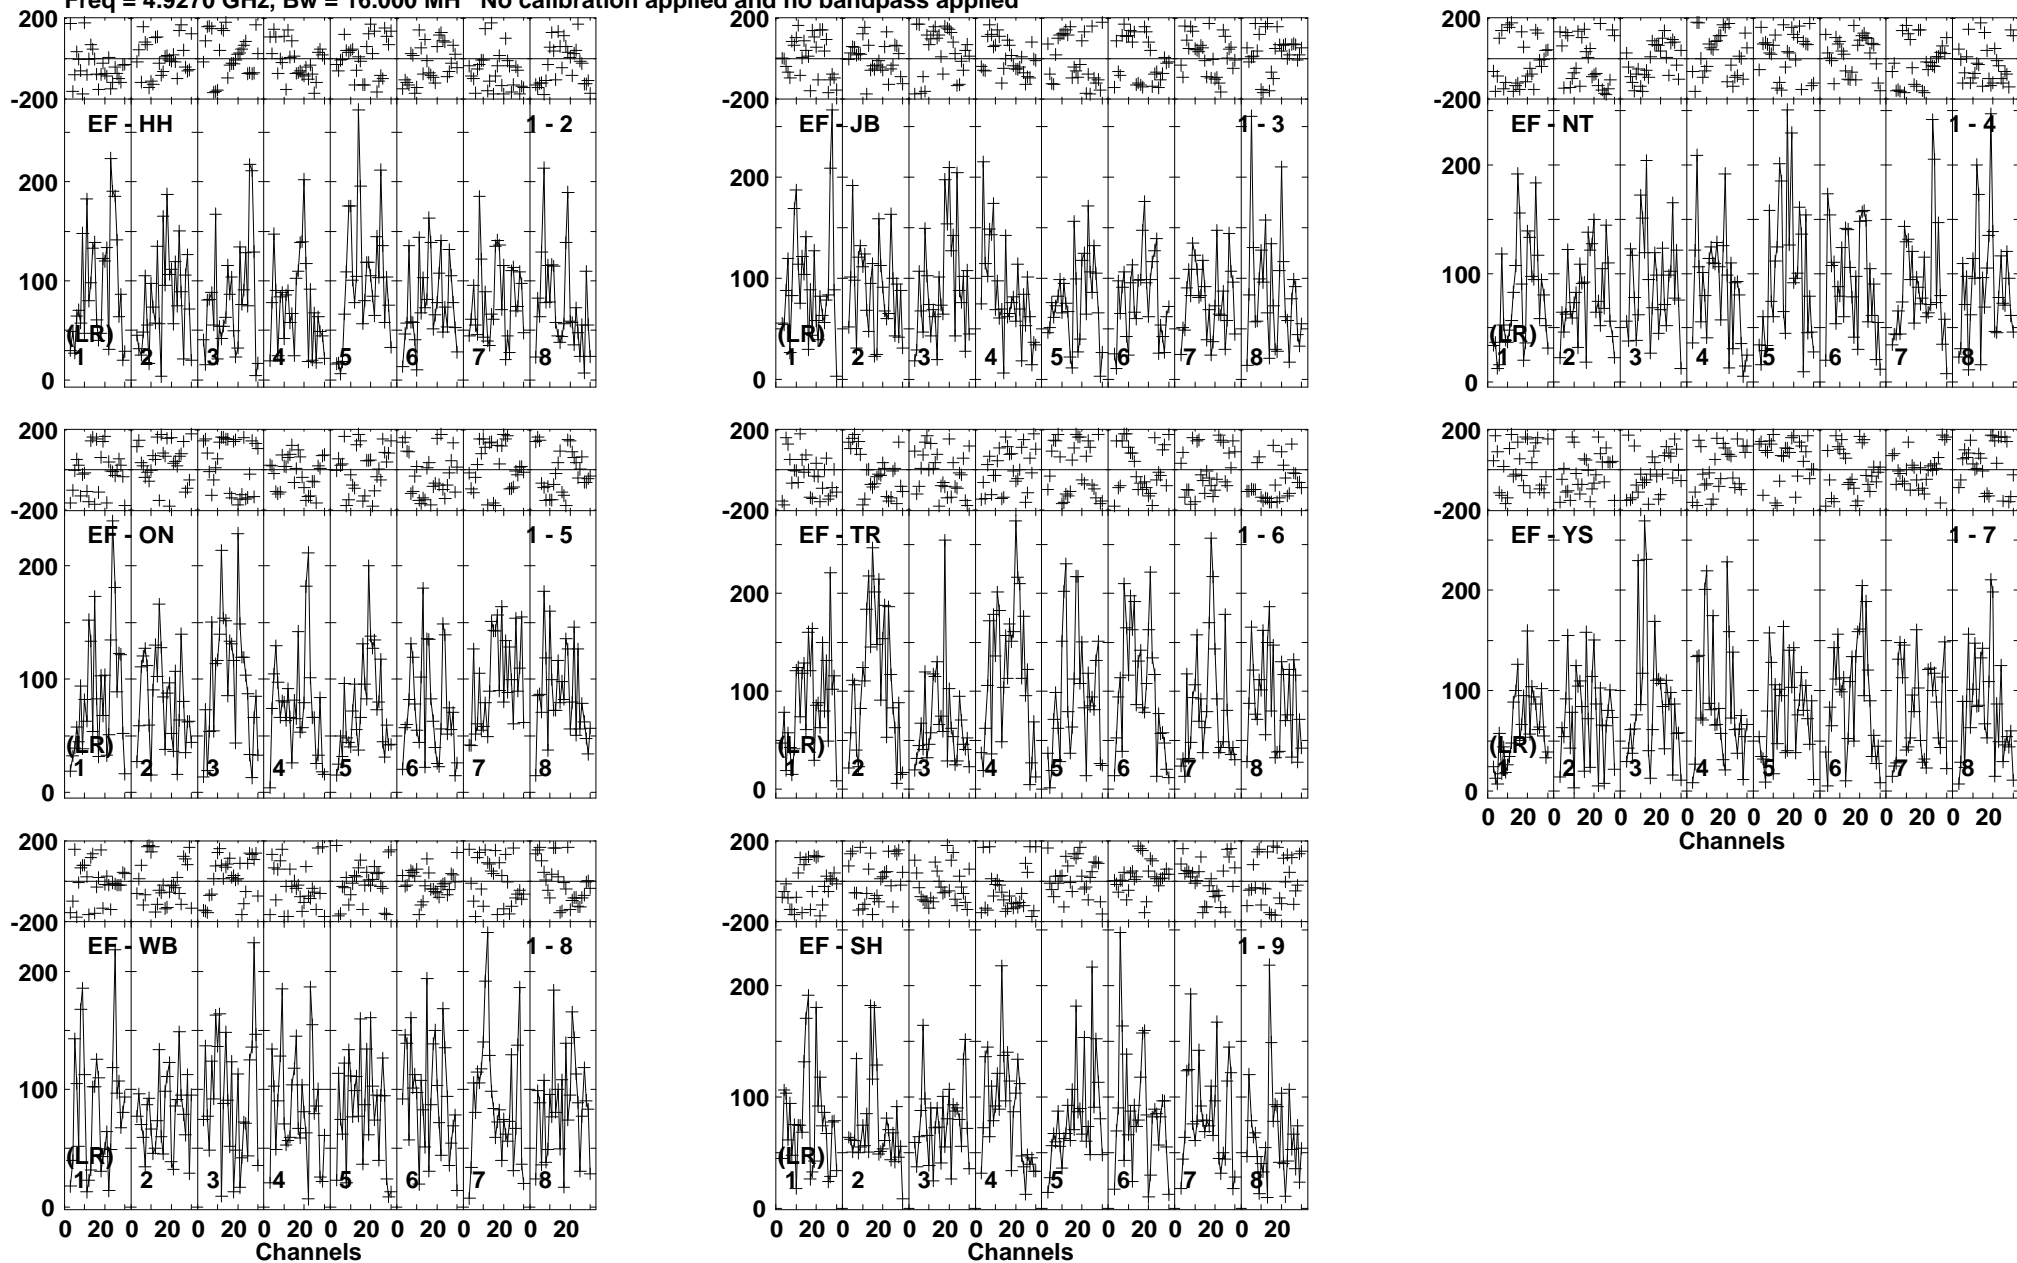 Freq = 4.9270 GHz, Bw = 16.000 MH No calibration applied and no bandpass applied
200
-200
EF - HH 1 - 2
200
100
0
(LR)
1 2 3 4 5 6 7 8
200
-200
EF - JB 1 - 3
200
100
0
(LR)
1 2 3 4 5 6 7 8
200
-200
EF - NT 1 - 4
200
100
0
(LR)
1 2 3 4 5 6 7 8
200
-200
EF - ON 1 - 5
200
100
0
(LR)
1 2 3 4 5 6 7 8
200
-200
EF - TR 1 - 6
200
100
0
(LR)
1 2 3 4 5 6 7 8
200
-200
EF - YS 1 - 7
200
100
0
(LR)
1 2 3 4 5 6 7 8
0 20 0 20 0 20 0 20 0 20 0 20 0 20 0 20
Channels
200
-200
EF - WB 1 - 8
200
100
0
(LR)
1 2 3 4 5 6 7 8
0 20 0 20 0 20 0 20 0 20 0 20 0 20 0 20
Channels
200
-200
EF - SH 1 - 9
200
100
0
(LR)
1 2 3 4 5 6 7 8
0 20 0 20 0 20 0 20 0 20 0 20 0 20 0 20
Channels